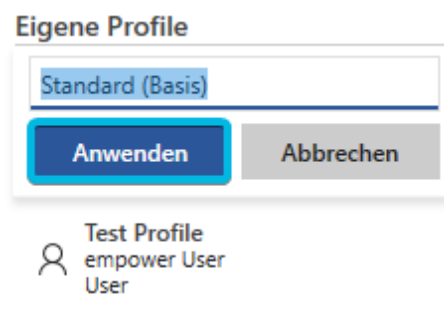 Eigene Profile
Standard (Basis)
Anwenden Abbrechen
Test Profile
empower User
User